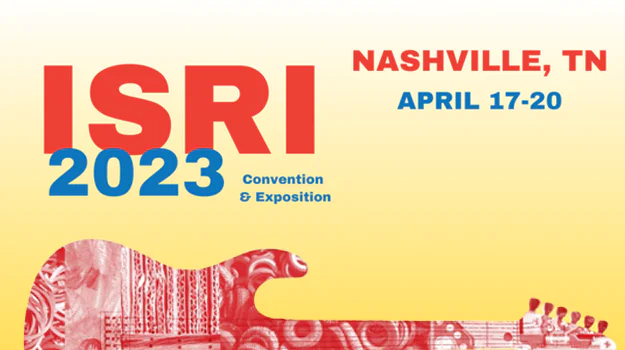 ISRI
2023
Convention
& Exposition
NASHVILLE, TN
APRIL 17-20